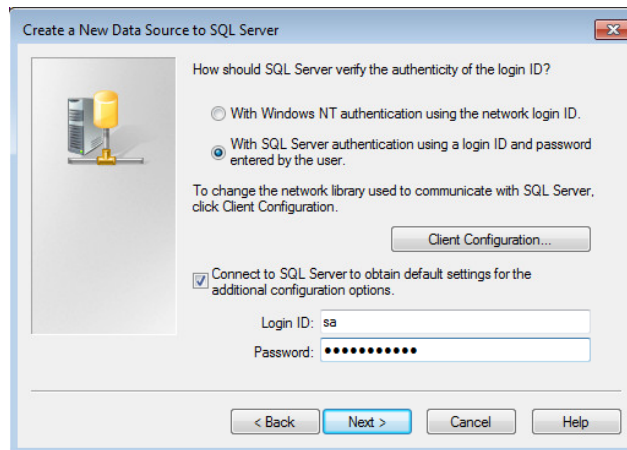 Create a New Data Source to SQL Server
How should SQL Server verify the authenticity of the login ID?
With Windows NT authentication using the network login ID.
With SQL Server authentication using a login ID and password
entered by the user.
To change the network library used to communicate with SQL Server,
click Client Configuration.
Client Configuration...
Connect to SQL Server to obtain default settings for the
additional configuration options.
Login ID: sa
Password: •••••••••••
< Back Next > Cancel Help